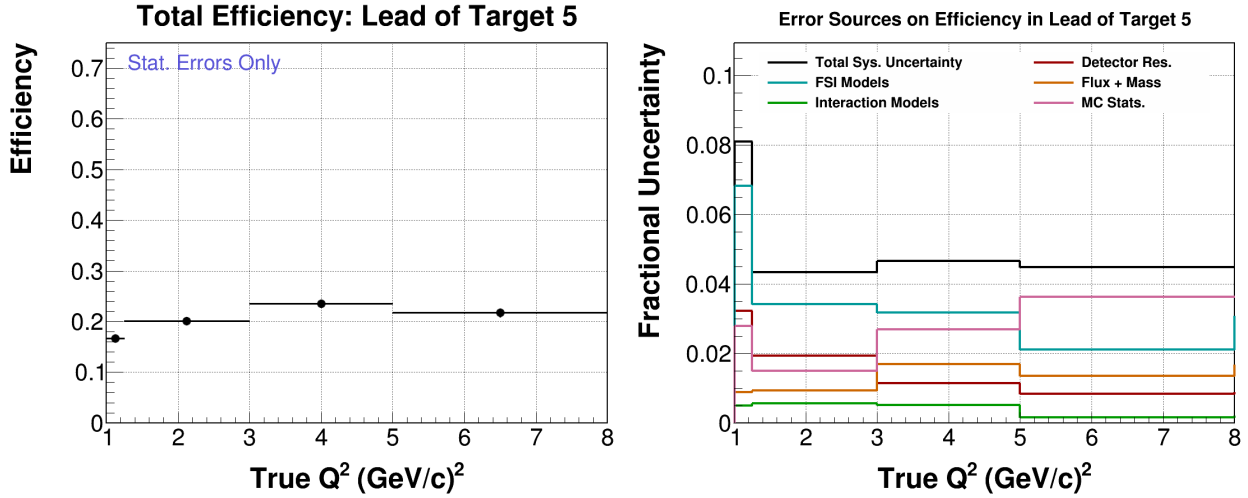 Total Efficiency: Lead of Target 5
Stat. Errors Only
Efficiency
0.7
0.6
0.5
0.4
0.3
0.2
0.1
0
1 2 3 4 5 6 7 8
True Q² (GeV/c)²
Error Sources on Efficiency in Lead of Target 5
Total Sys. Uncertainty
FSI Models
Interaction Models
Detector Res.
Flux + Mass
MC Stats.
Fractional Uncertainty
0.1
0.08
0.06
0.04
0.02
0
1 2 3 4 5 6 7 8
True Q² (GeV/c)²